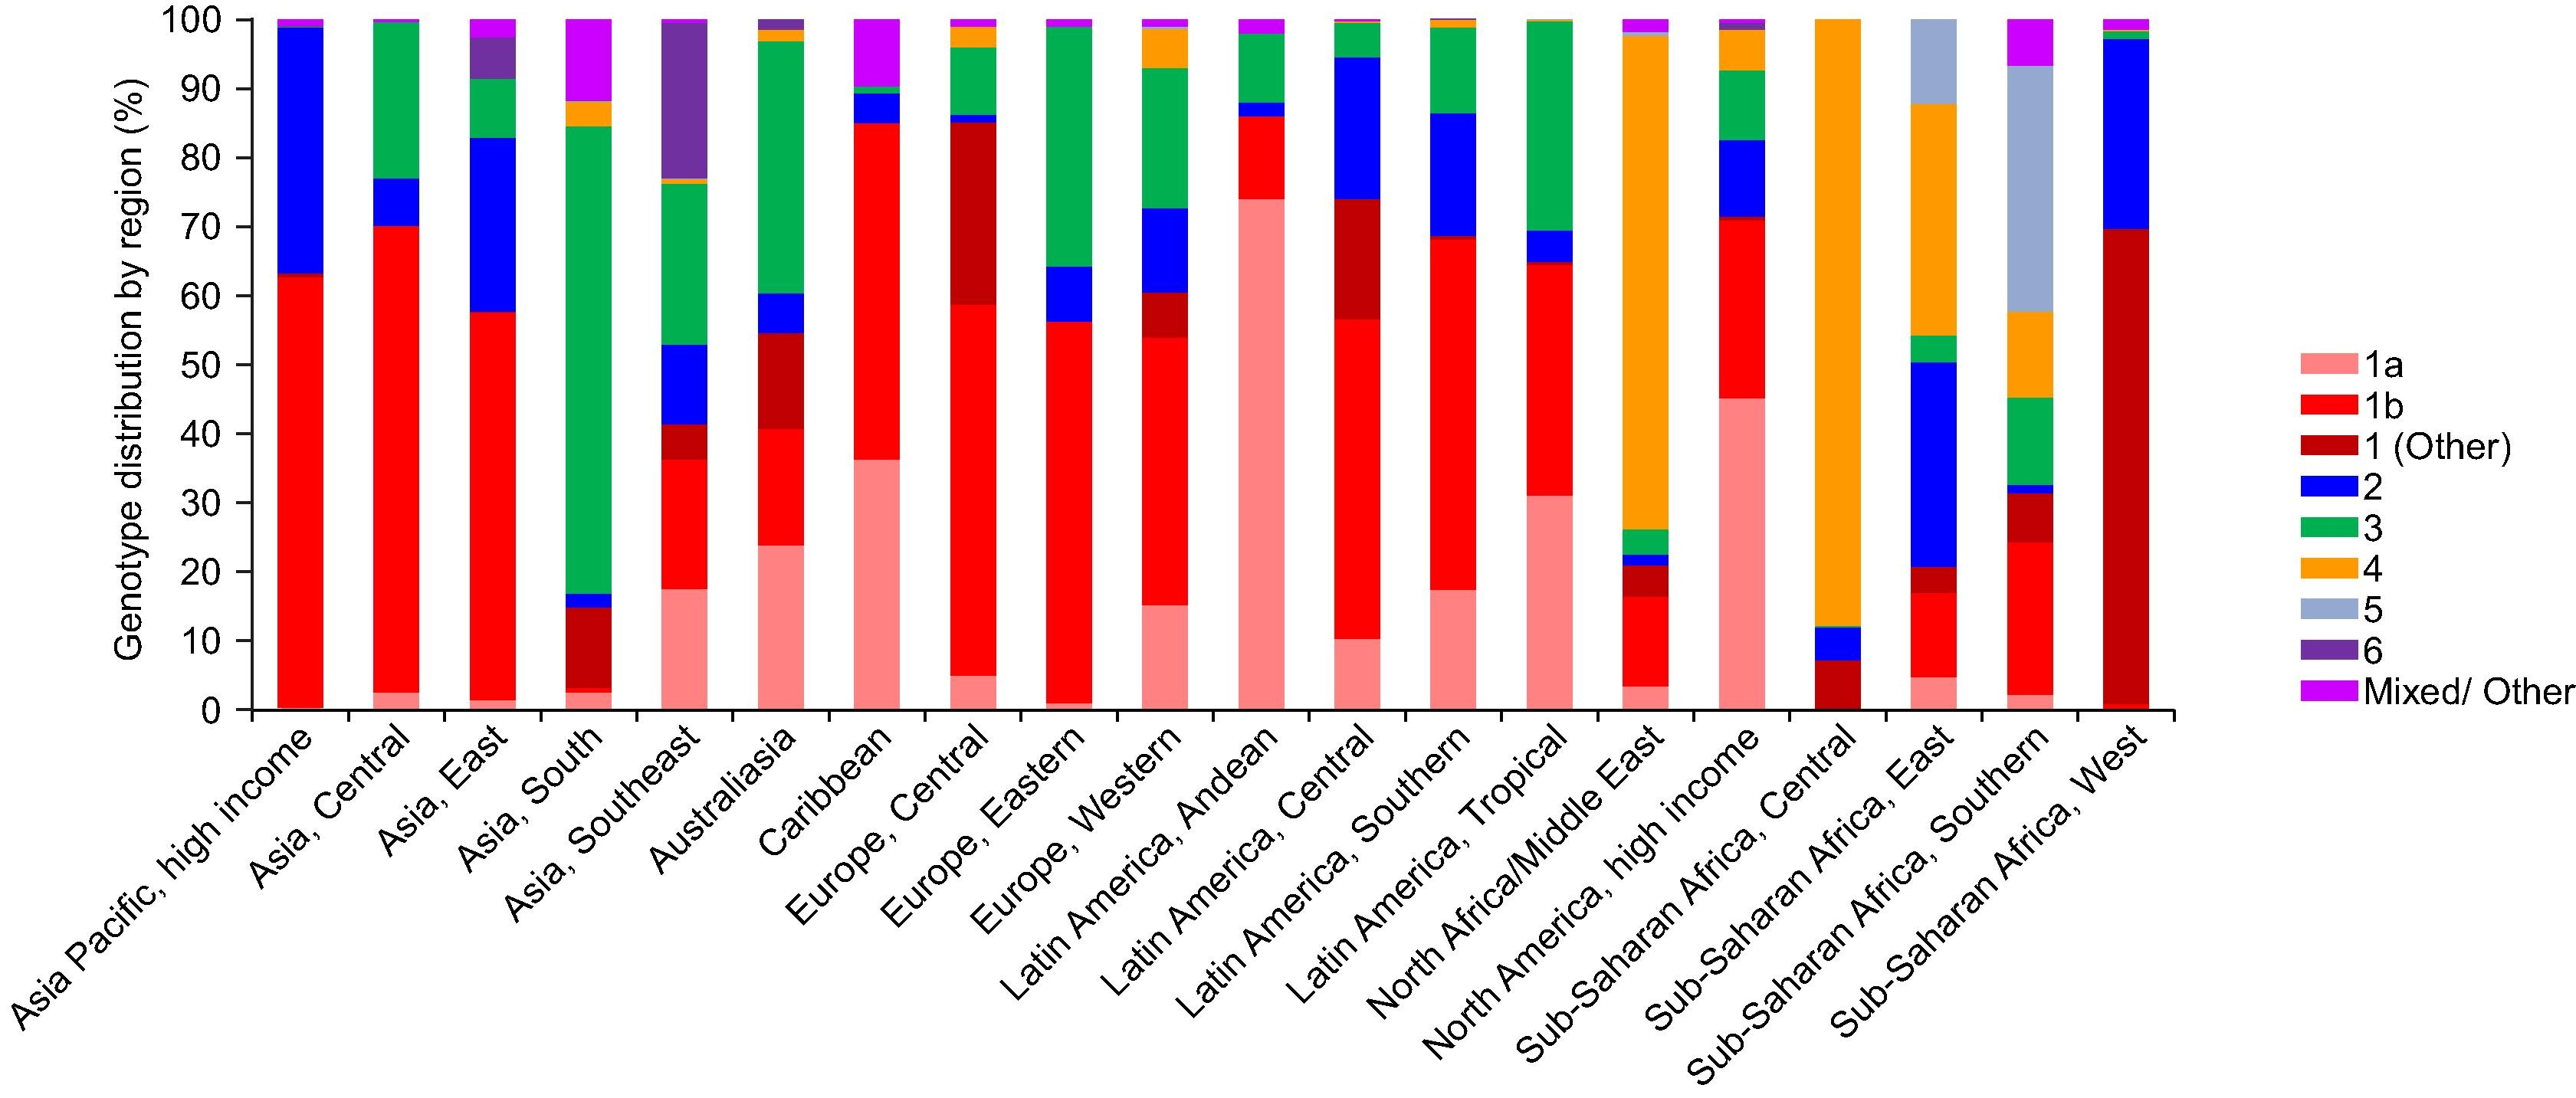 Genotype distribution by region (%)
100
90
80
70
60
50
40
30
20
10
0
Asia Pacific, high income
Asia, Central
Asia, East
Asia, South
Asia, Southeast
Australiasia
Caribbean
Europe, Central
Europe, Eastern
Europe, Western
Latin America, Andean
Latin America, Central
Latin America, Southern
Latin America, Tropical
North Africa/Middle East
North America, high income
Sub-Saharan Africa, Central
Sub-Saharan Africa, East
Sub-Saharan Africa, Southern
Sub-Saharan Africa, West
1a
1b
1 (Other)
2
3
4
5
6
Mixed/ Other